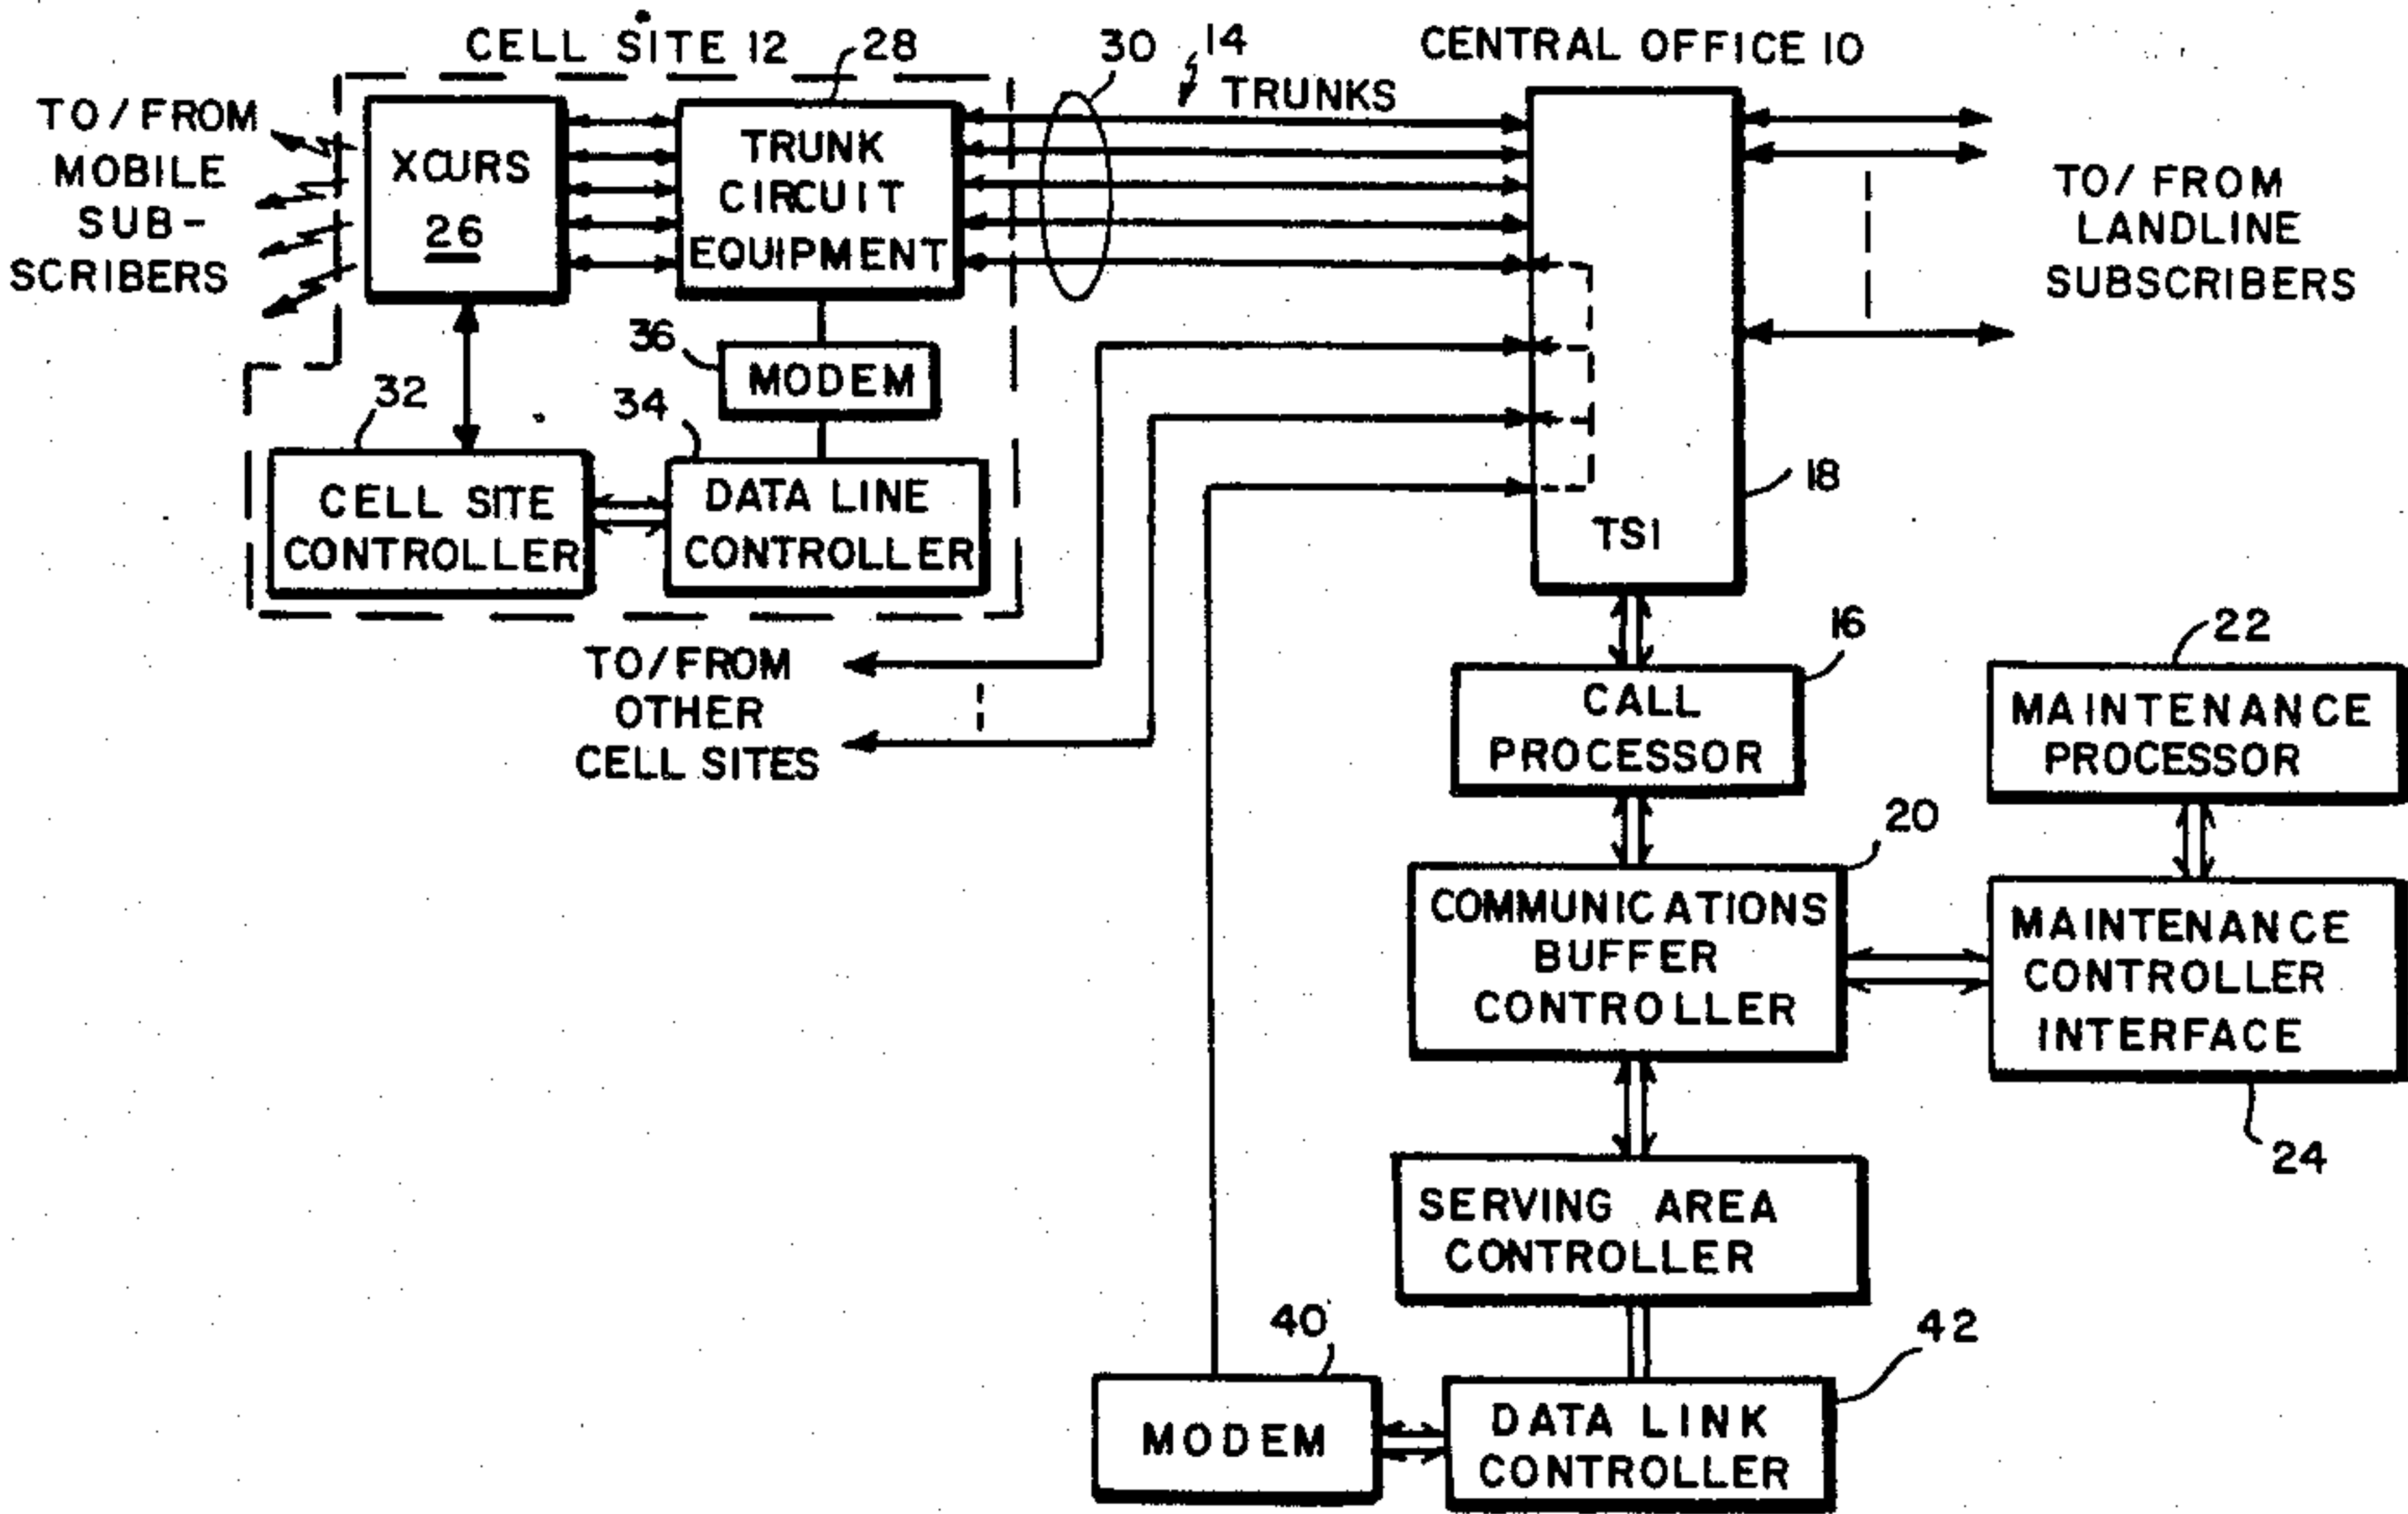 CELL SITE 12
28
30
14
TRUNKS
CENTRAL OFFICE 10
TO/FROM
MOBILE
SUB-
SCRIBERS
XCURS
26
TRUNK
CIRCUIT
EQUIPMENT
TO/FROM
LANDLINE
SUBSCRIBERS
36
MODEM
32
34
CELL SITE
CONTROLLER
DATA LINE
CONTROLLER
18
TSI
TO/FROM
OTHER
CELL SITES
16
CALL
PROCESSOR
22
MAINTENANCE
PROCESSOR
20
COMMUNICATIONS
BUFFER
CONTROLLER
MAINTENANCE
CONTROLLER
INTERFACE
24
SERVING AREA
CONTROLLER
40
MODEM
42
DATA LINK
CONTROLLER